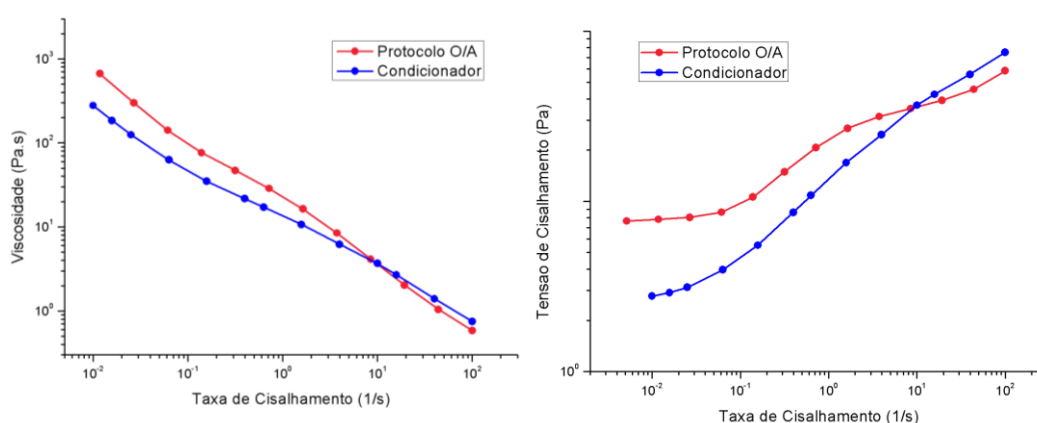 Viscosidade (Pa.s)
10³
10²
10¹
10⁰
Protocolo O/A
Condicionador
10⁻² 10⁻¹ 10⁰ 10¹ 10²
Taxa de Cisalhamento (1/s)
Tensao de Cisalhamento (Pa)
10⁰
Protocolo O/A
Condicionador
10⁻² 10⁻¹ 10⁰ 10¹ 10²
Taxa de Cisalhamento (1/s)